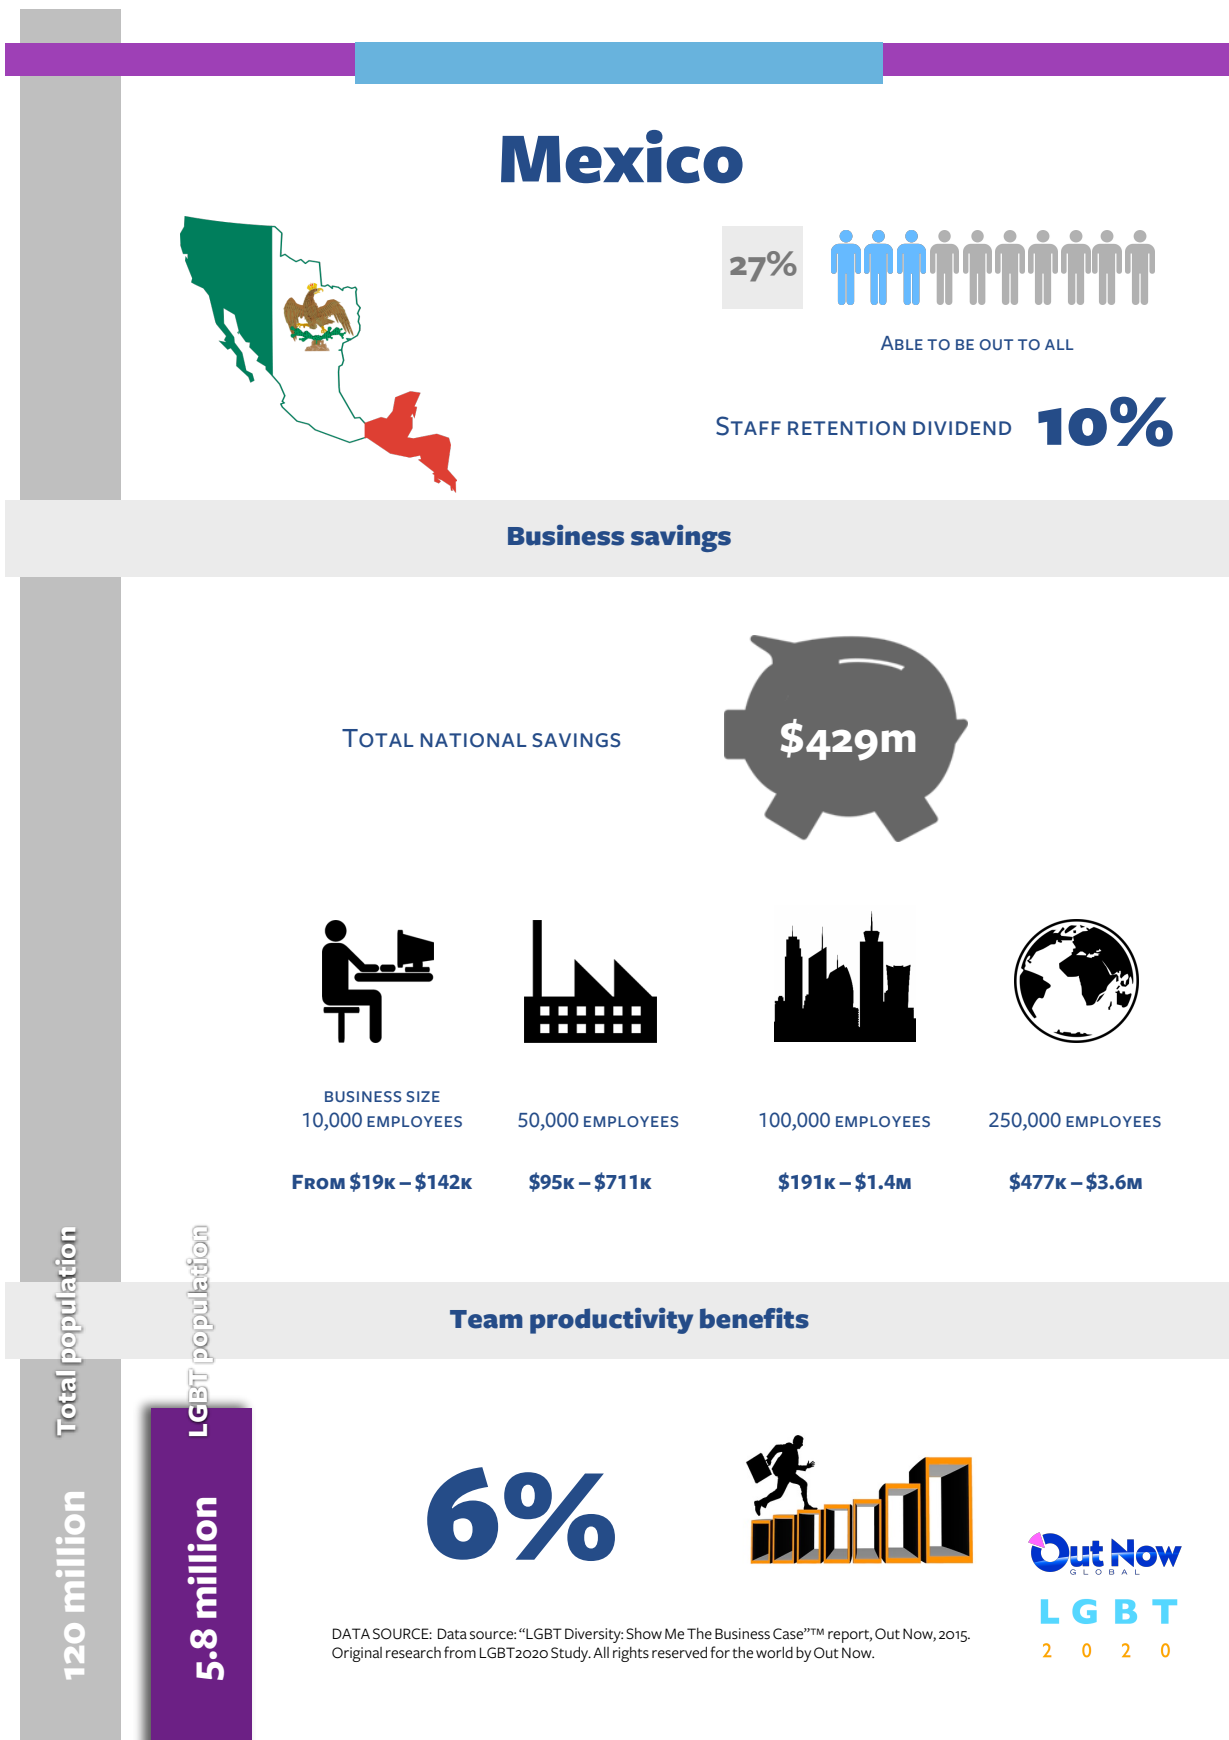 Mexico
27%
ABLE TO BE OUT TO ALL
STAFF RETENTION DIVIDEND 10%
Business savings
TOTAL NATIONAL SAVINGS
$429m
BUSINESS SIZE
10,000 EMPLOYEES
50,000 EMPLOYEES
100,000 EMPLOYEES
250,000 EMPLOYEES
FROM $19K – $142K
$95K – $711K
$191K – $1.4M
$477K – $3.6M
Total population
120 million
LGBT population
5.8 million
Team productivity benefits
6%
Out Now
GLOBAL
LGBT
2020
DATA SOURCE: Data source: “LGBT Diversity: Show Me The Business Case”™ report, Out Now, 2015.
Original research from LGBT2020 Study. All rights reserved for the world by Out Now.